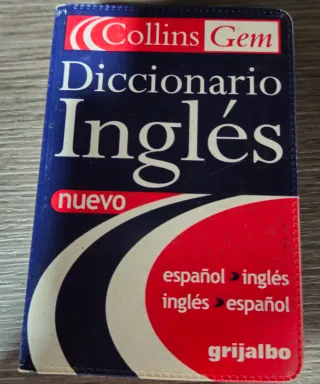 Collins Gem
Diccionario
Inglés
nuevo
español › inglés
inglés › español
grijalbo